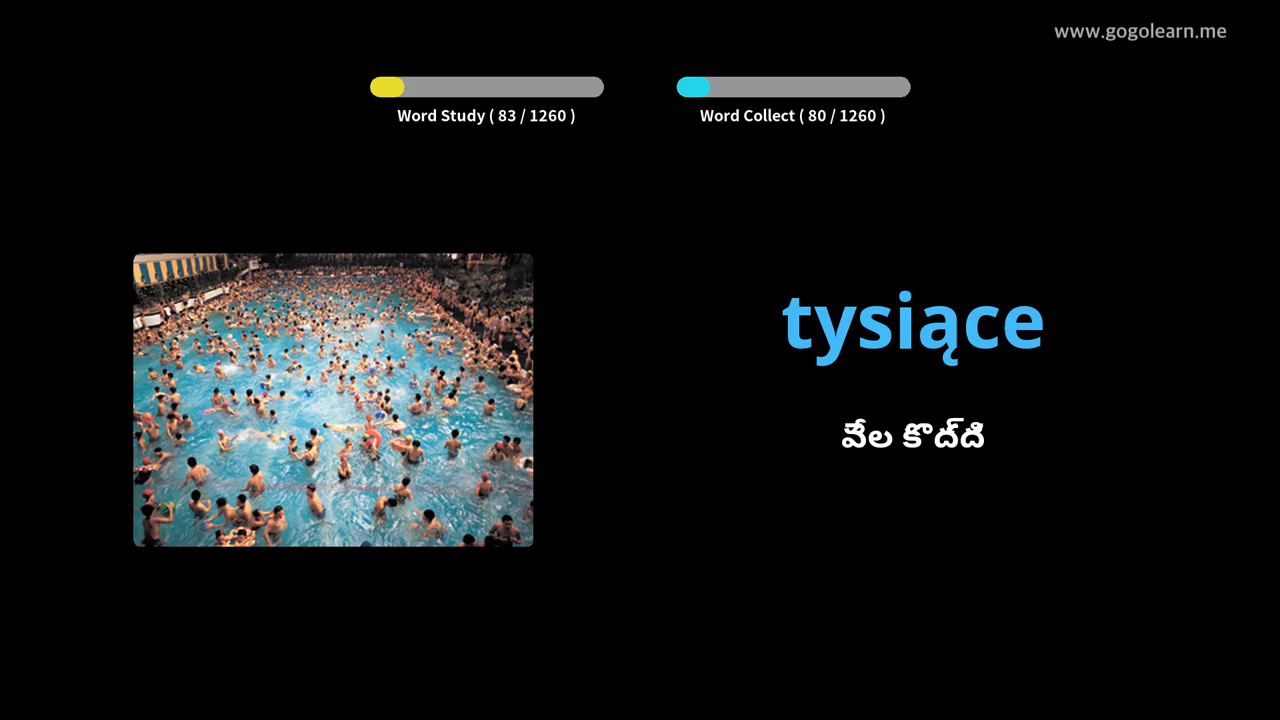 www.gogolearn.me
Word Study ( 83 / 1260 )
Word Collect ( 80 / 1260 )
tysiące
వేల కొద్ది